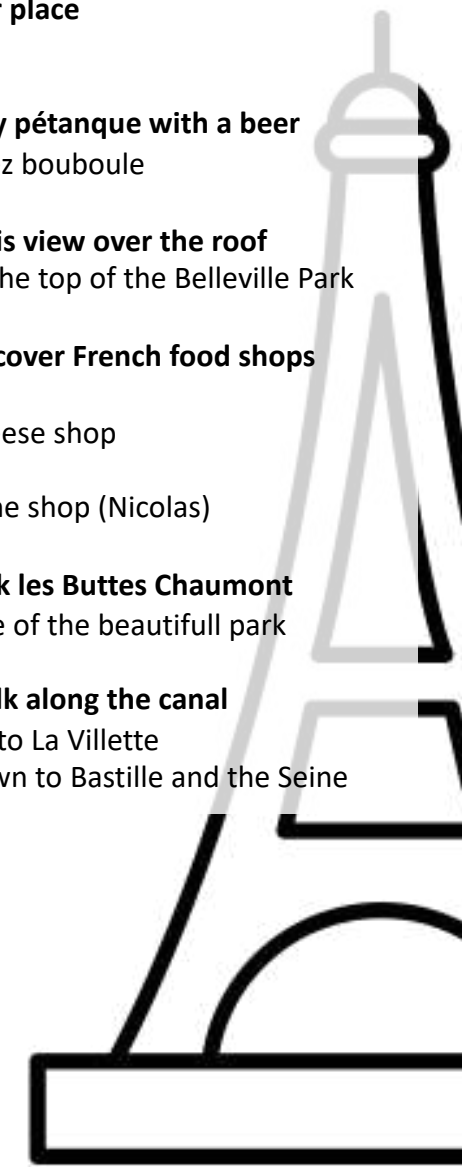 place
pétanque with a beer
z bouboule
is view over the roof
he top of the Belleville Park
cover French food shops
ese shop
ne shop (Nicolas)
k les Buttes Chaumont
e of the beautifull park
lk along the canal
to La Villette
wn to Bastille and the Seine